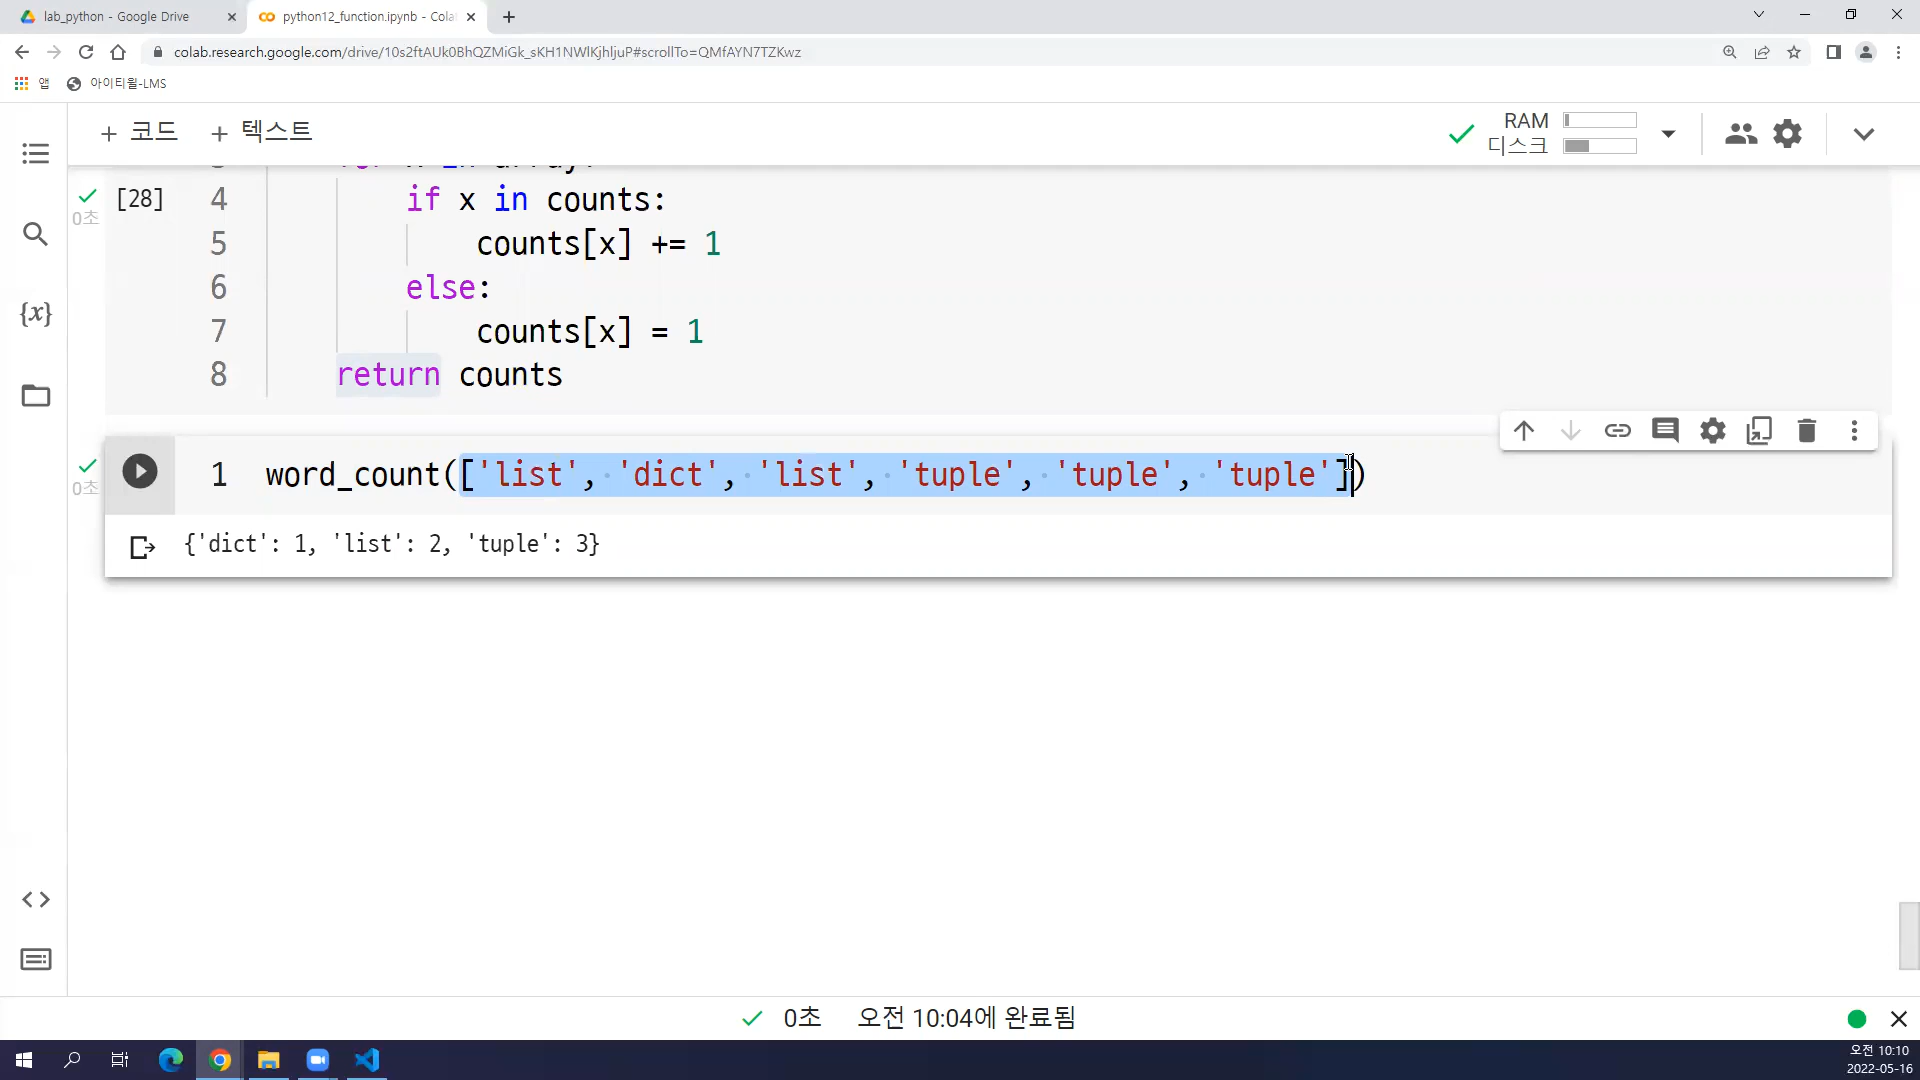 lab_python - Google Drive
python12_function.ipynb - Cola
colab.research.google.com/drive/10s2ftAUk0BhQZMiGk_sKH1NWlKjhljuP#scrollTo=QMfAYN7TZKwz
앱
아이티윌-LMS
+ 코드
+ 텍스트
RAM
디스크
[28]
0초
4 if x in counts:
5 counts[x] += 1
6 else:
7 counts[x] = 1
8 return counts
0초
1 word_count(['list', 'dict', 'list', 'tuple', 'tuple', 'tuple'])
{'dict': 1, 'list': 2, 'tuple': 3}
{x}
0초 오전 10:04에 완료됨
오전 10:10
2022-05-16